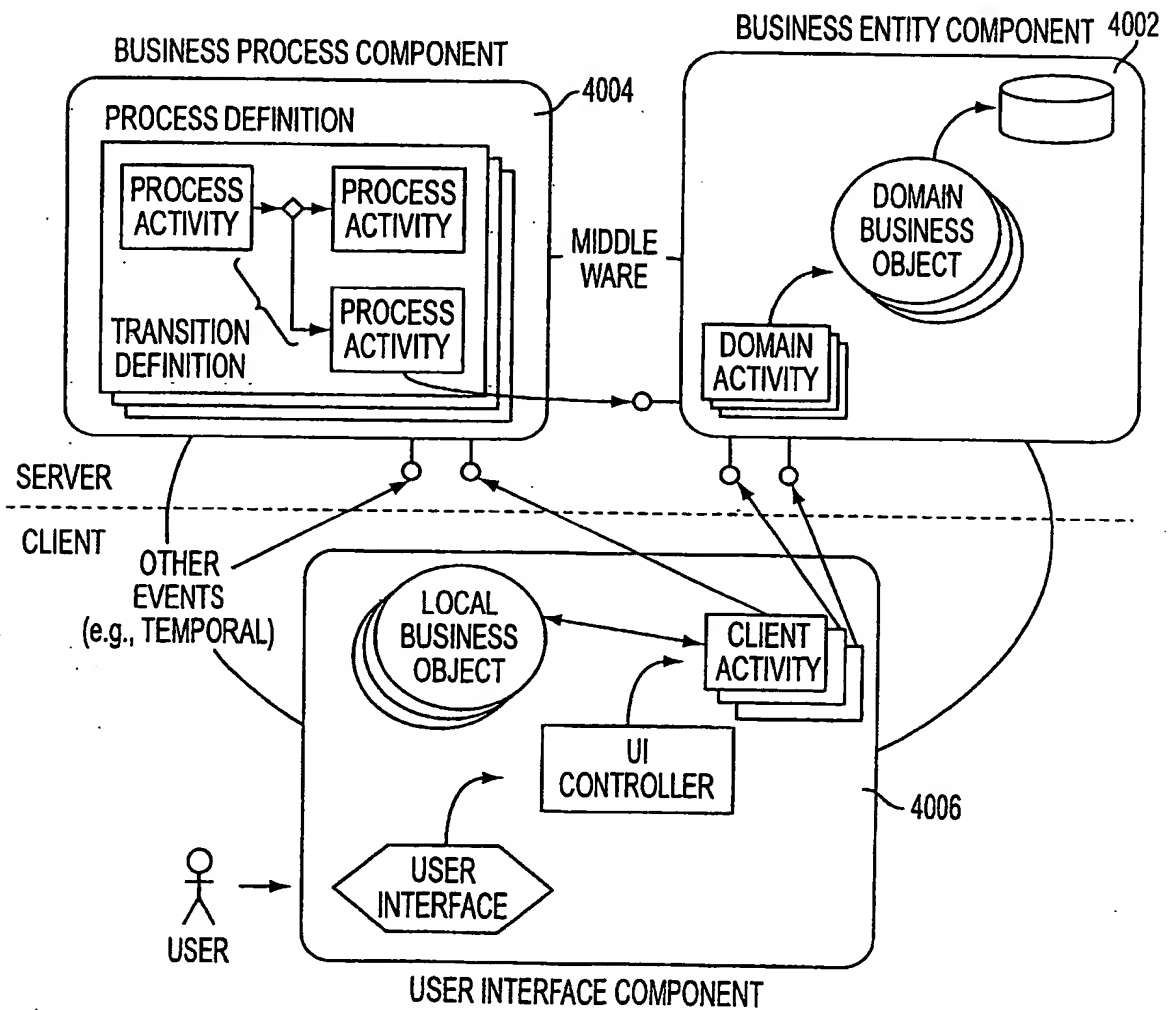 BUSINESS PROCESS COMPONENT
4004
PROCESS DEFINITION
PROCESS
ACTIVITY
PROCESS
ACTIVITY
PROCESS
ACTIVITY
TRANSITION
DEFINITION
MIDDLE
WARE
BUSINESS ENTITY COMPONENT
4002
DOMAIN
BUSINESS
OBJECT
DOMAIN
ACTIVITY
SERVER
CLIENT
OTHER
EVENTS
(e.g., TEMPORAL)
LOCAL
BUSINESS
OBJECT
CLIENT
ACTIVITY
UI
CONTROLLER
4006
USER
INTERFACE
USER
USER INTERFACE COMPONENT